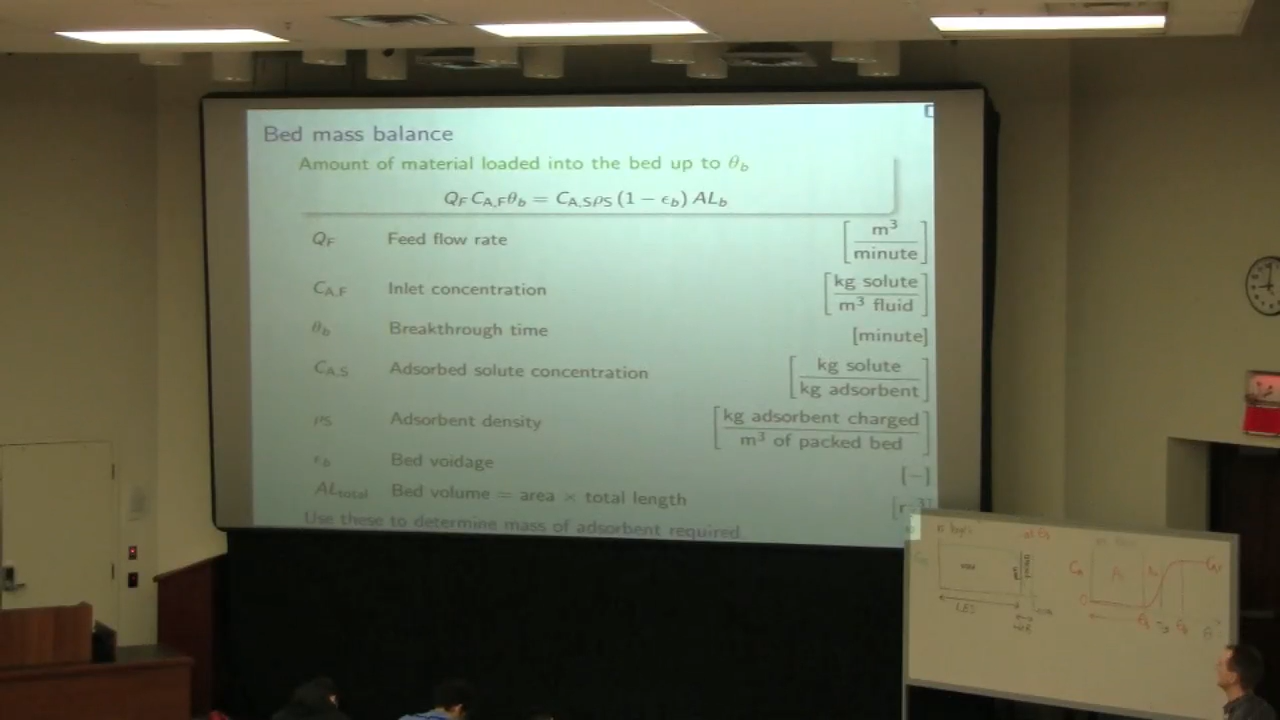 Bed mass balance
Amount of material loaded into the bed up to θb
QF CA,F θb = CA,S ρS (1 − ϵb) ALb
QF Feed flow rate [m³ / minute]
CA,F Inlet concentration [kg solute / m³ fluid]
θb Breakthrough time [minute]
CA,S Adsorbed solute concentration [kg solute / kg adsorbent]
ρS Adsorbent density [kg adsorbent charged / m³ of packed bed]
ϵb Bed voidage [−]
ALtotal Bed volume = area × total length
Use these to determine mass of adsorbent required
CA
0